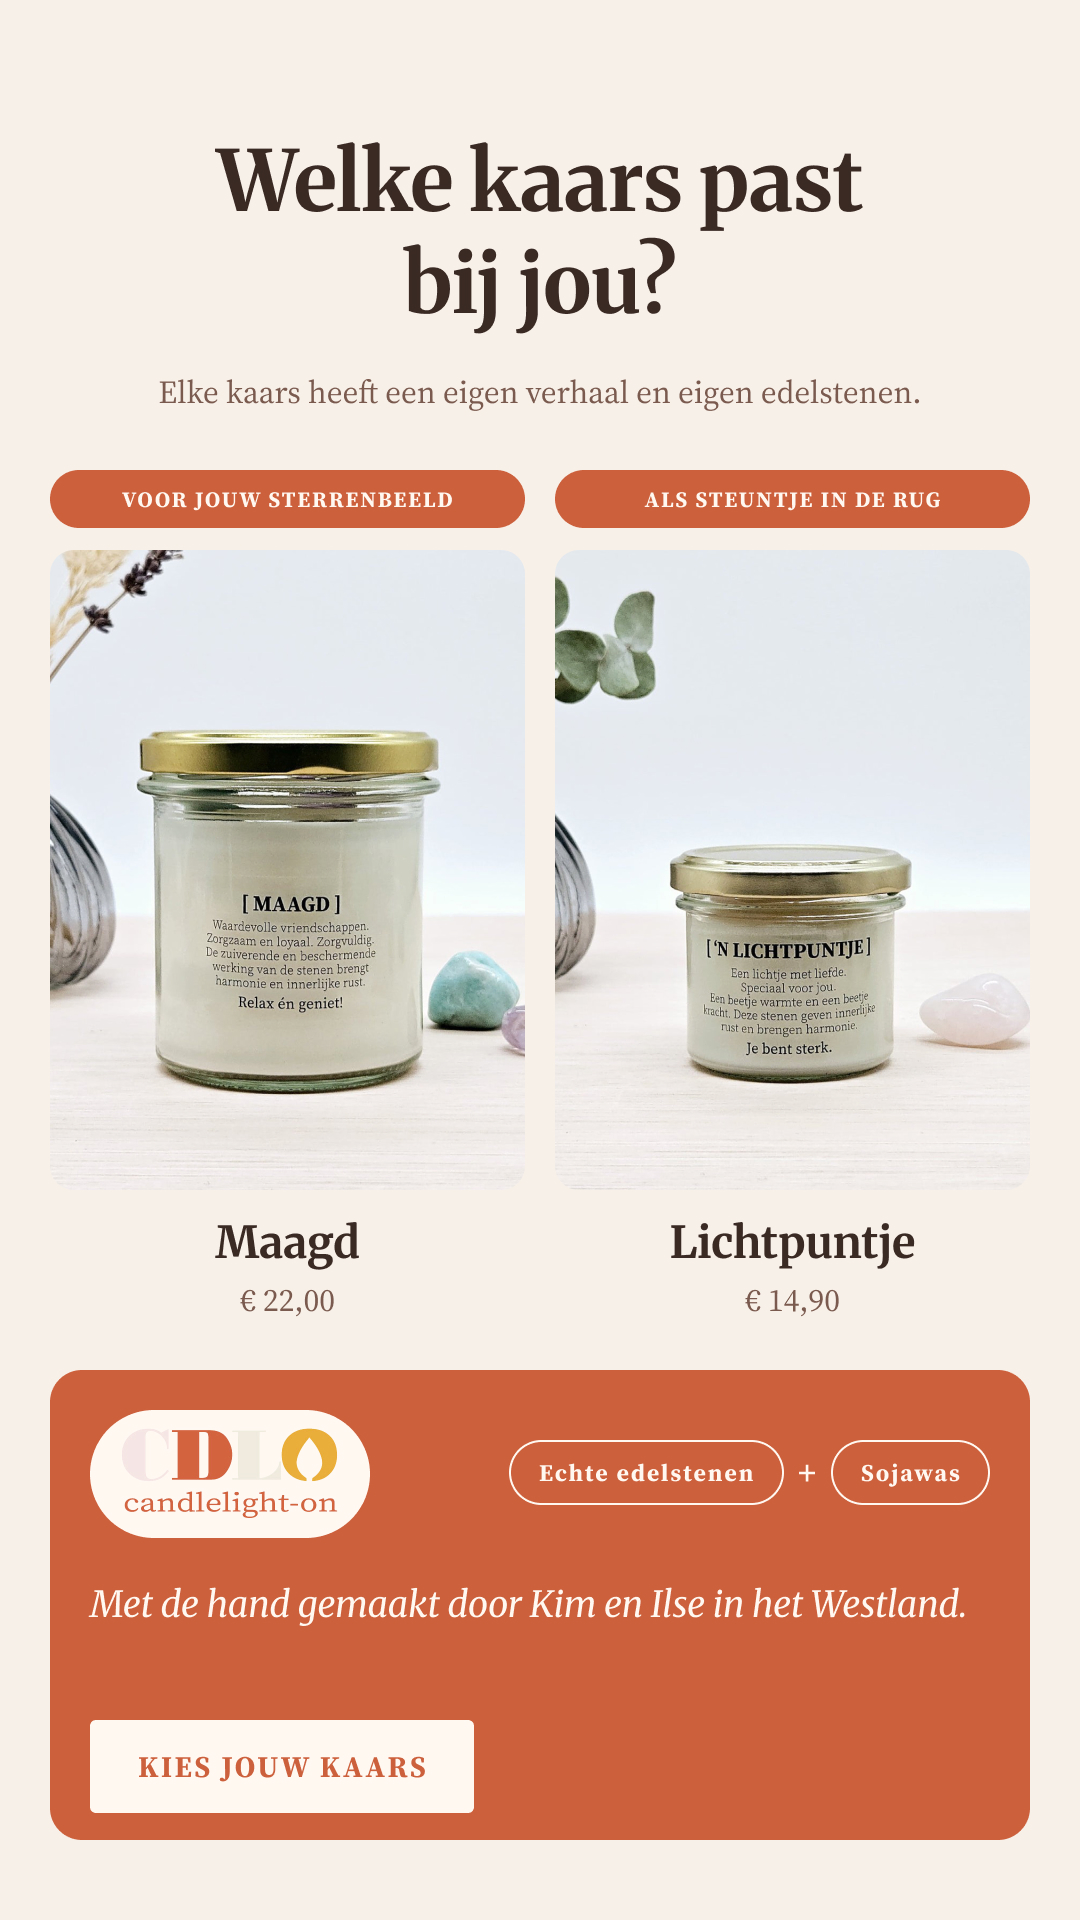 Welke kaars past
bij jou?
Elke kaars heeft een eigen verhaal en eigen edelstenen.
VOOR JOUW STERRENBEELD
ALS STEUNTJE IN DE RUG
[ MAAGD ]
Waardevolle vriendschappen.
Zorgzaam en loyaal. Zorgvuldig.
De zuiverende en beschermende
werking van de stenen brengt
harmonie en innerlijke rust.
Relax én geniet!
[ 'N LICHTPUNTJE ]
Een lichtje met liefde.
Speciaal voor jou.
Een beetje warmte en een beetje
kracht. Deze stenen geven innerlijke
rust en brengen harmonie.
Je bent sterk.
Maagd
€ 22,00
Lichtpuntje
€ 14,90
CDLO
candlelight-on
Echte edelstenen + Sojawas
Met de hand gemaakt door Kim en Ilse in het Westland.
KIES JOUW KAARS